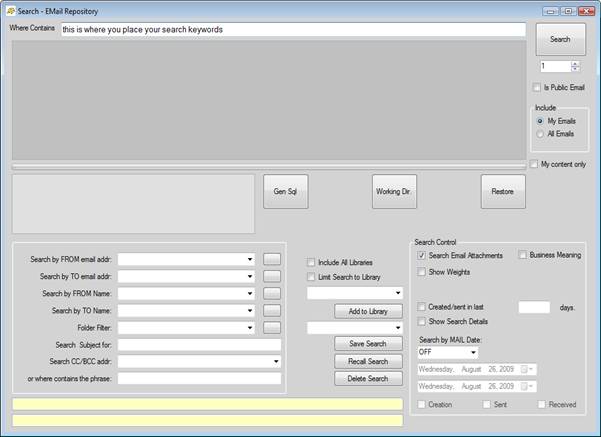 Search - EMail Repository
Where Contains this is where you place your search keywords
Search
1
Is Public Email
Include
My Emails
All Emails
My content only
Gen Sql Working Dir. Restore
Search by FROM email addr:
Search by TO email addr:
Search by FROM Name:
Search by TO Name:
Folder Filter:
Search Subject for:
Search CC/BCC addr:
or where contains the phrase:
Include All Libraries
Limit Search to Library
Add to Library
Save Search
Recall Search
Delete Search
Search Control
Search Email Attachments Business Meaning
Show Weights
Created/sent in last days.
Show Search Details
Search by MAIL Date:
OFF
Wednesday, August 26, 2009
Wednesday, August 26, 2009
Creation Sent Received